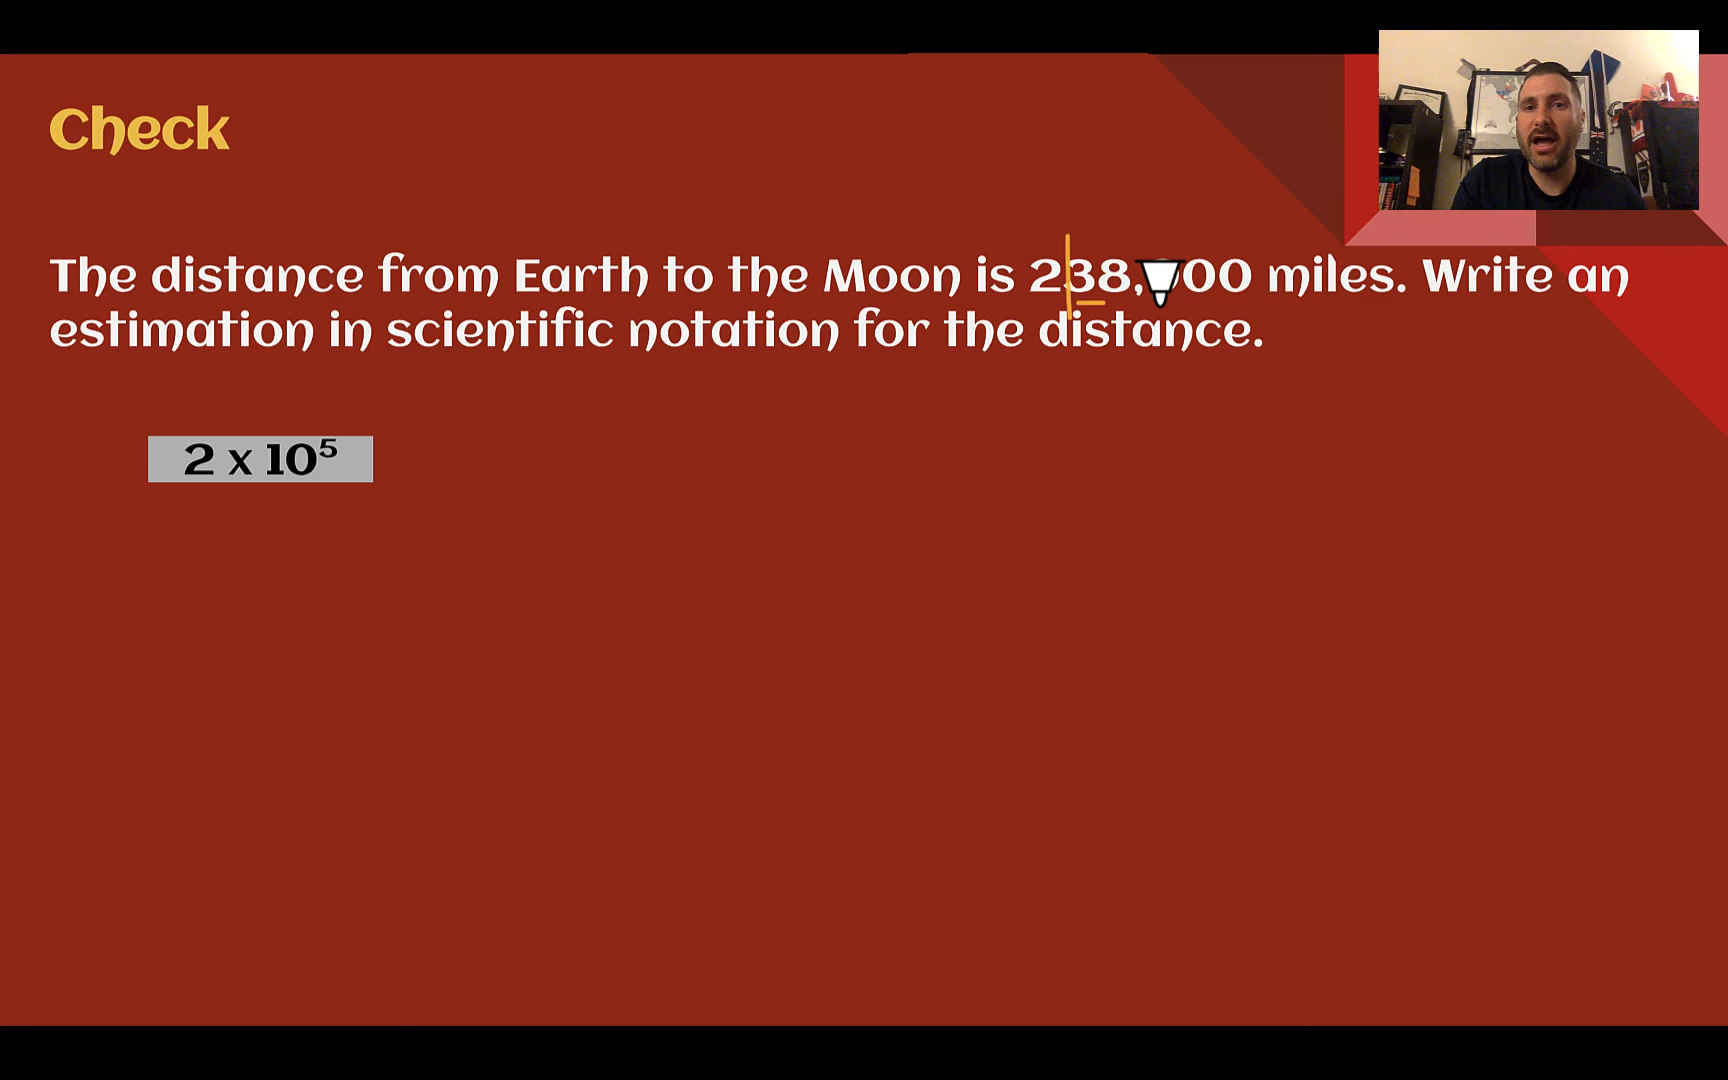 Check
The distance from Earth to the Moon is 238, 00 miles. Write an
estimation in scientific notation for the distance.
2 x 10⁵